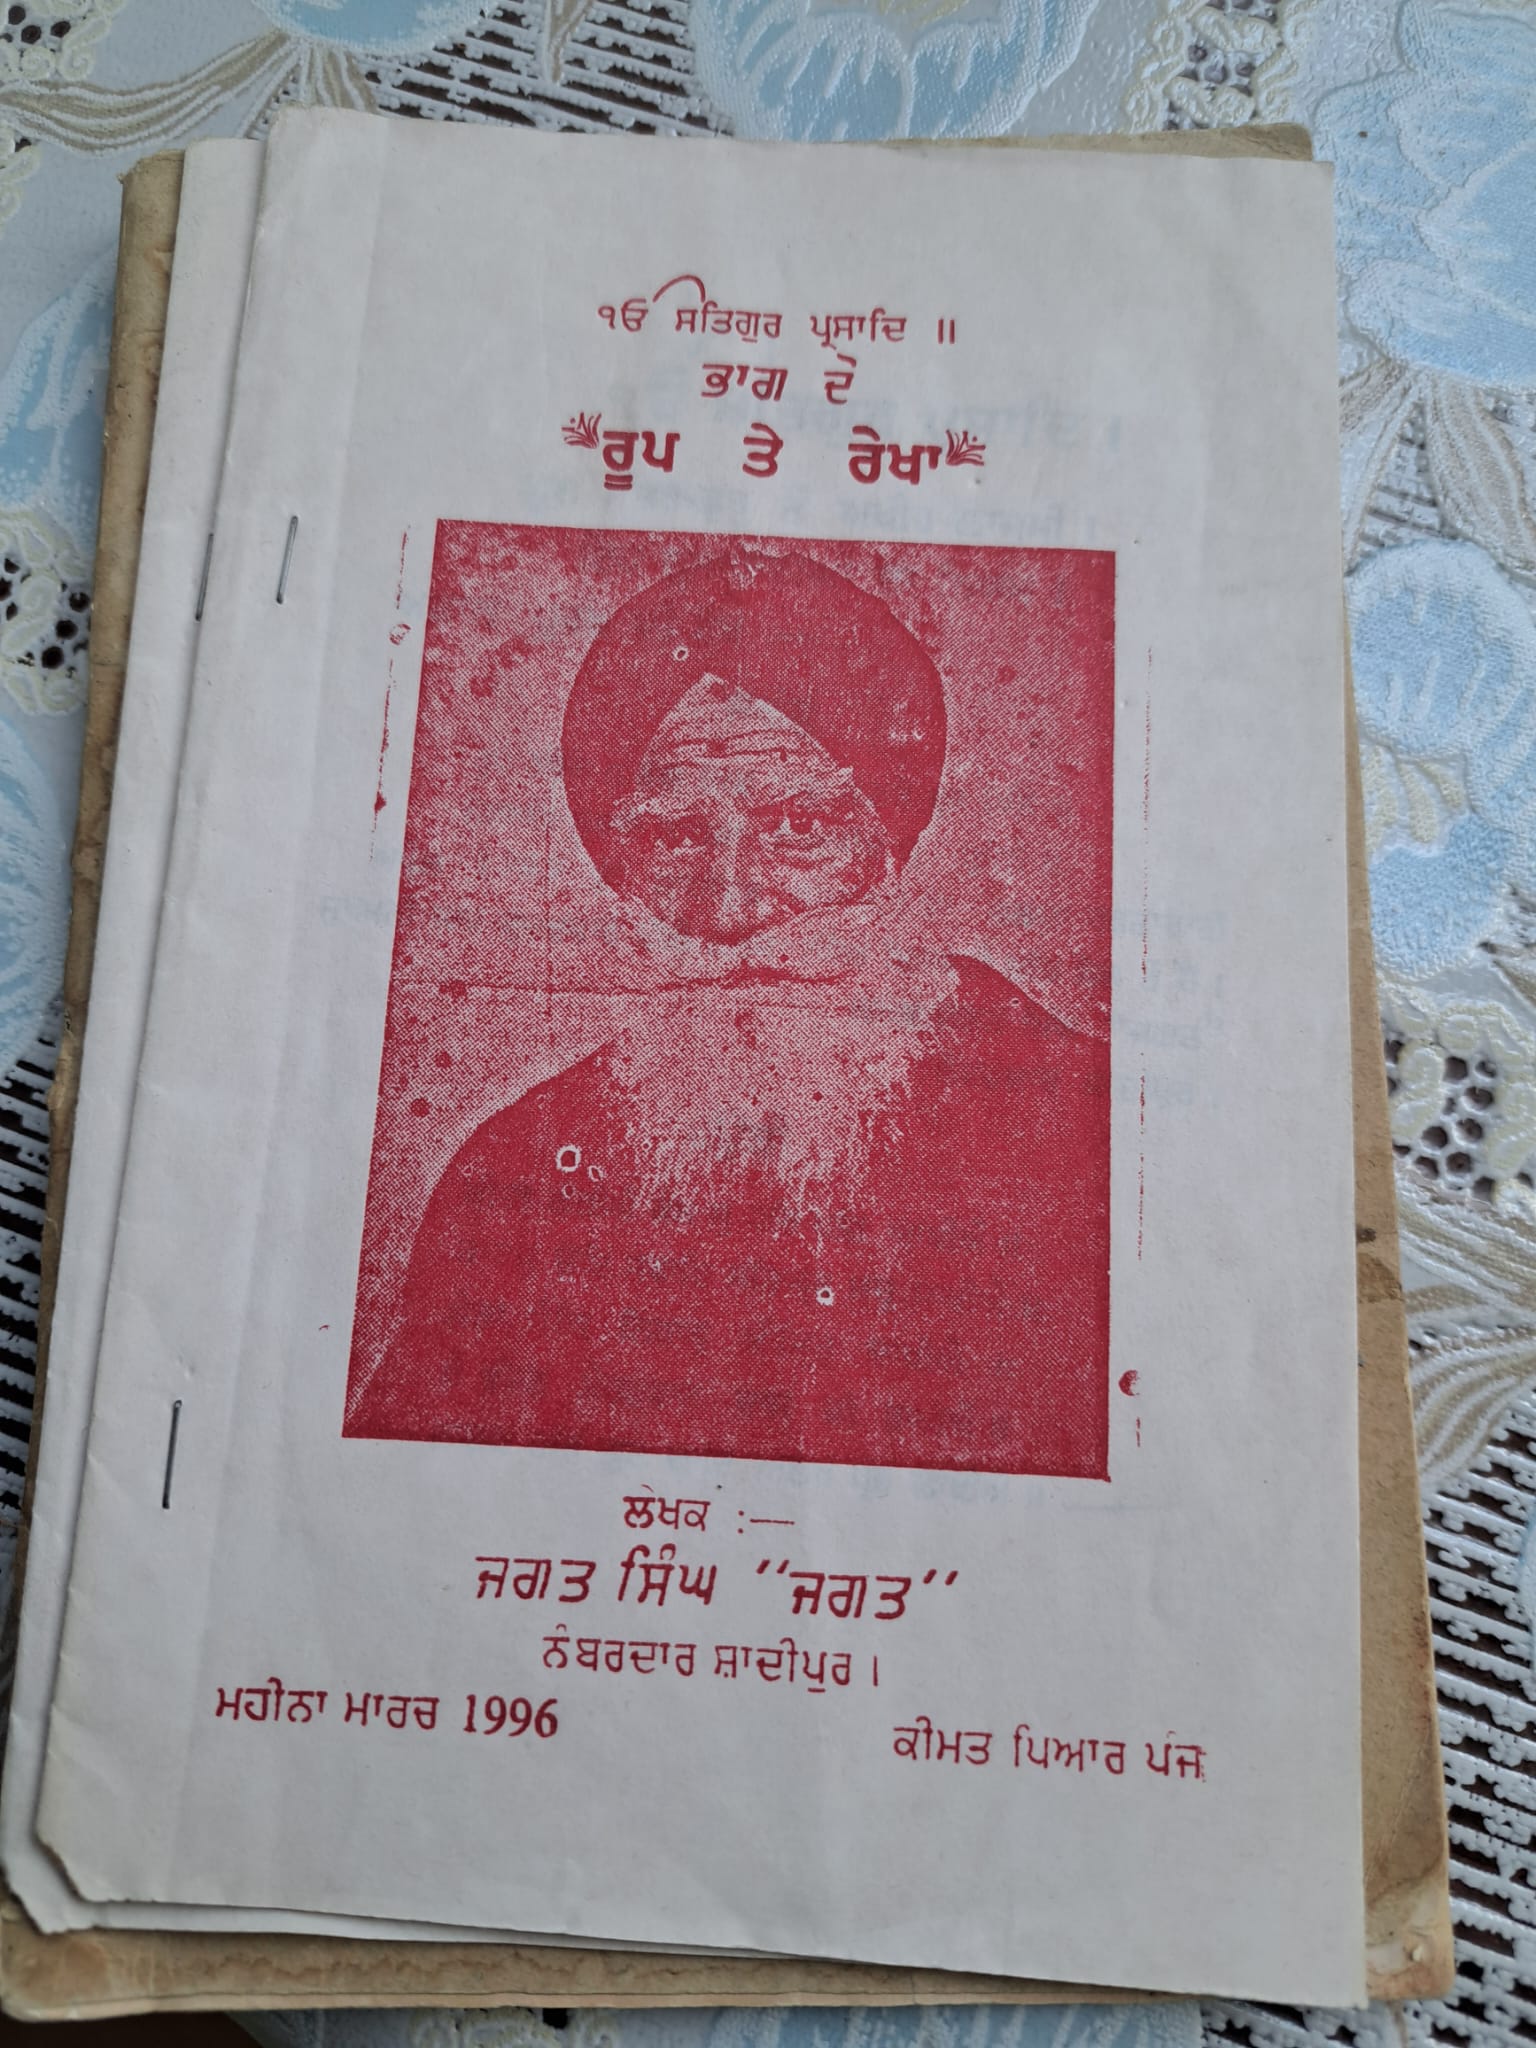 ੴ ਸਤਿਗੁਰ ਪ੍ਰਸਾਦਿ ॥
ਭਾਗ ਦੋ
ਰੂਪ ਤੇ ਰੇਖਾ
ਲੇਖਕ :—
ਜਗਤ ਸਿੰਘ “ਜਗਤ”
ਨੰਬਰਦਾਰ ਸ਼ਾਦੀਪੁਰ।
ਮਹੀਨਾ ਮਾਰਚ 1996
ਕੀਮਤ ਪਿਆਰ ਪੰਜ